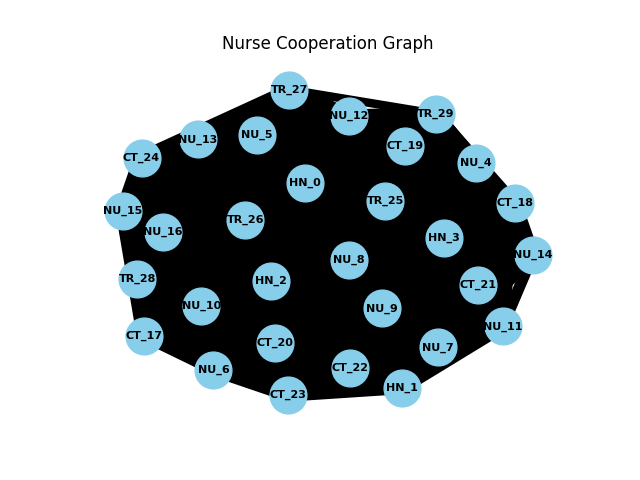 Nurse Cooperation Graph
TR_27
TR_29
NU_12
NU_5
NU_13
CT_19
CT_24
NU_4
HN_0
TR_25
CT_18
NU_15
TR_26
NU_16
HN_3
NU_14
NU_8
TR_28
HN_2
CT_21
NU_10
NU_9
NU_11
CT_17
CT_20
NU_7
CT_22
NU_6
HN_1
CT_23